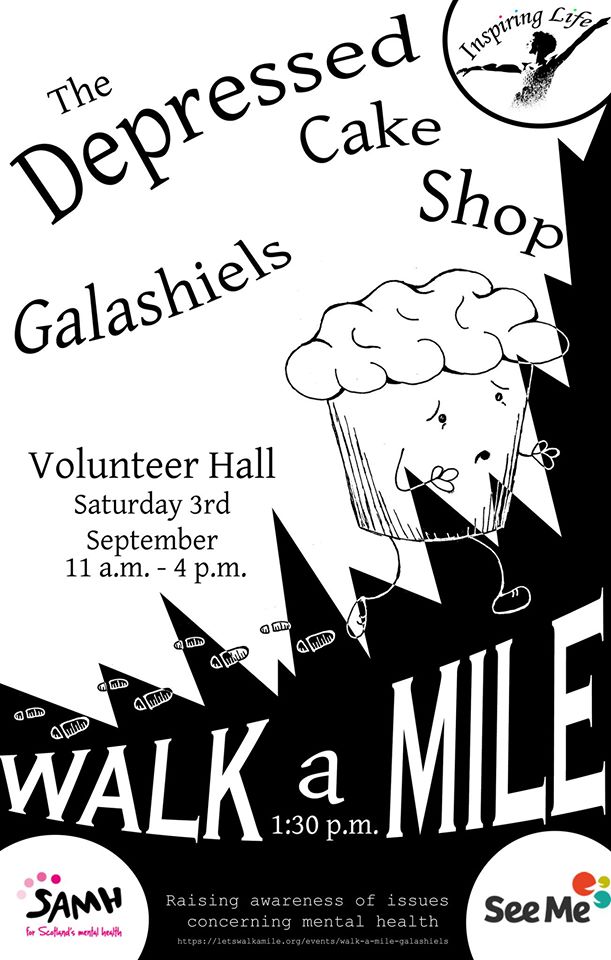 Inspiring Life
The
Depressed
Cake
Shop
Galashiels
Volunteer Hall
Saturday 3rd
September
11 a.m. - 4 p.m.
WALK a MILE
1:30 p.m.
SAMH
for Scotland's mental health
Raising awareness of issues
concerning mental health
https://letswalkamile.org/events/walk-a-mile-galashiels
See Me